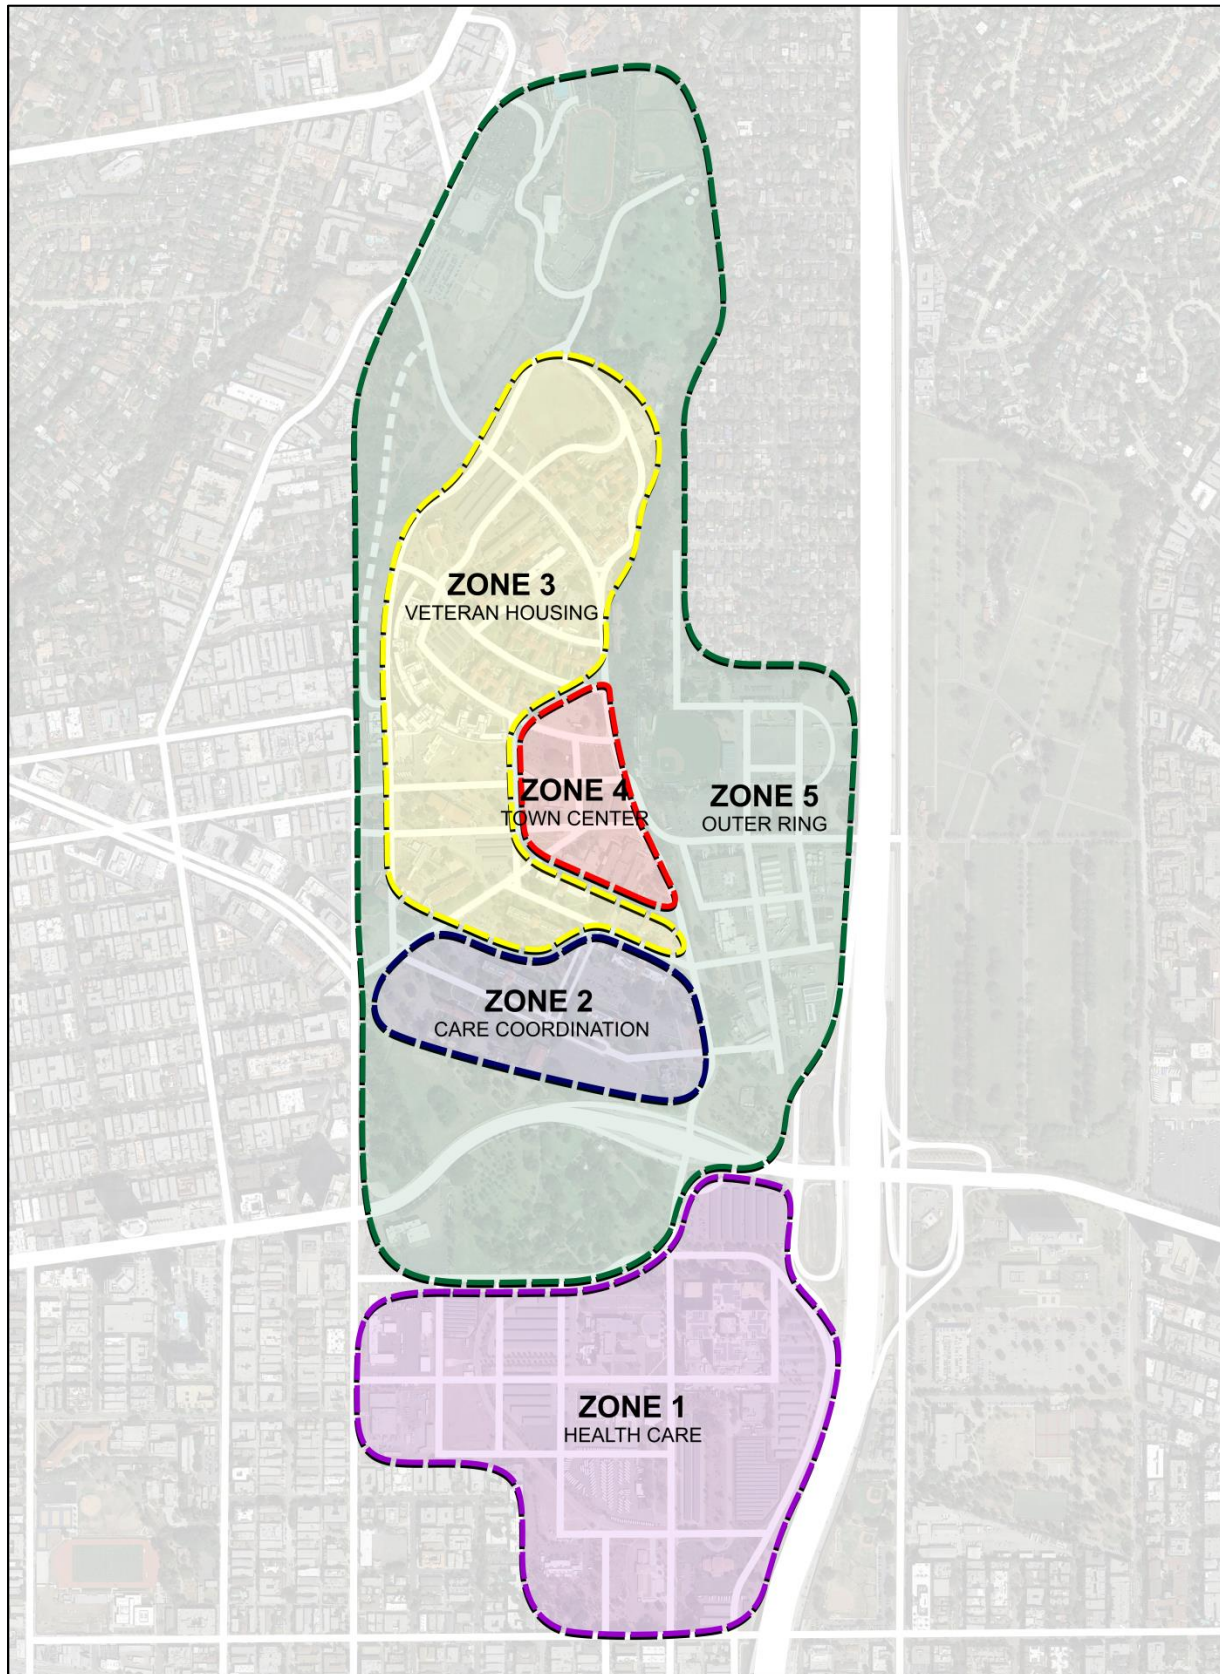 ZONE 3
VETERAN HOUSING
ZONE 4
TOWN CENTER
ZONE 5
OUTER RING
ZONE 2
CARE COORDINATION
ZONE 1
HEALTH CARE